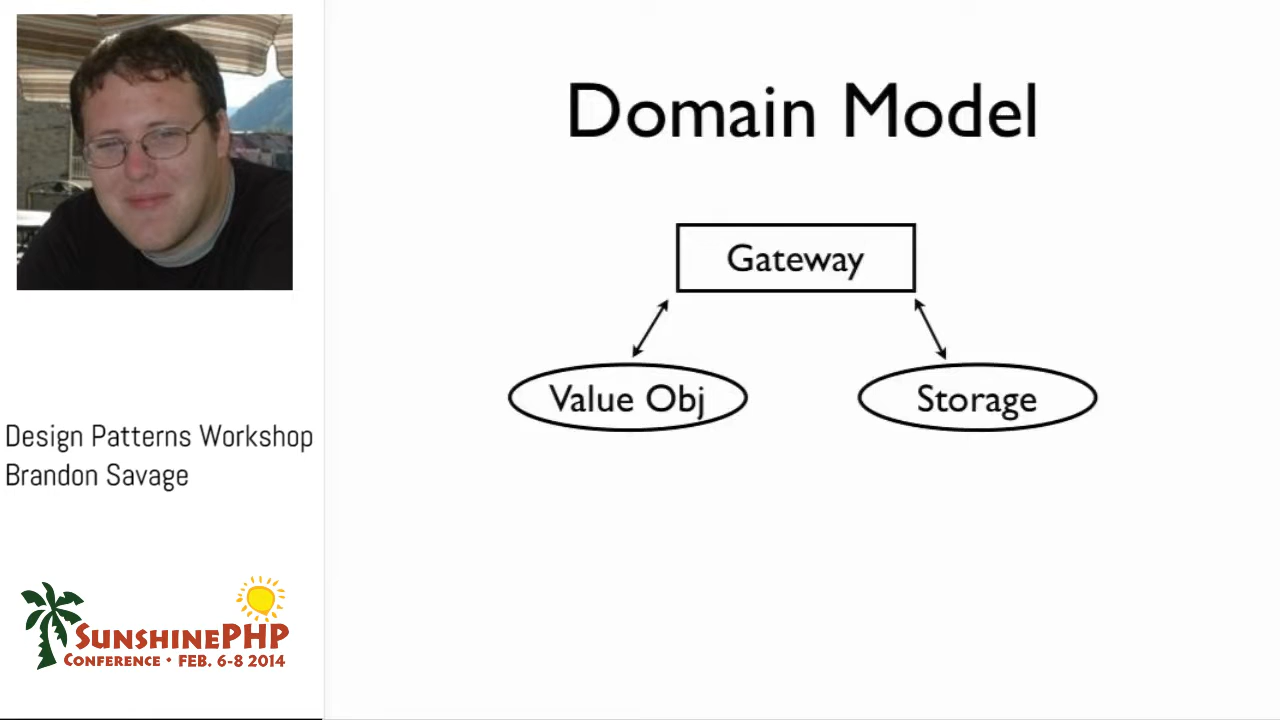 Domain Model
Gateway
Value Obj
Storage
Design Patterns Workshop
Brandon Savage
SUNSHINEPHP
CONFERENCE • FEB. 6-8 2014